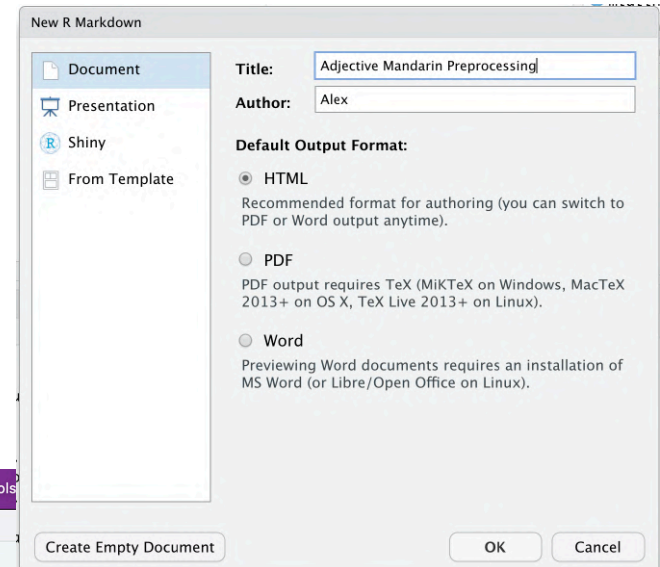 New R Markdown
Document
Presentation
Shiny
From Template
Title:
Adjective Mandarin Preprocessing
Author:
Alex
Default Output Format:
HTML
Recommended format for authoring (you can switch to
PDF or Word output anytime).
PDF
PDF output requires TeX (MiKTeX on Windows, MacTeX
2013+ on OS X, TeX Live 2013+ on Linux).
Word
Previewing Word documents requires an installation of
MS Word (or Libre/Open Office on Linux).
ols
Create Empty Document
OK
Cancel